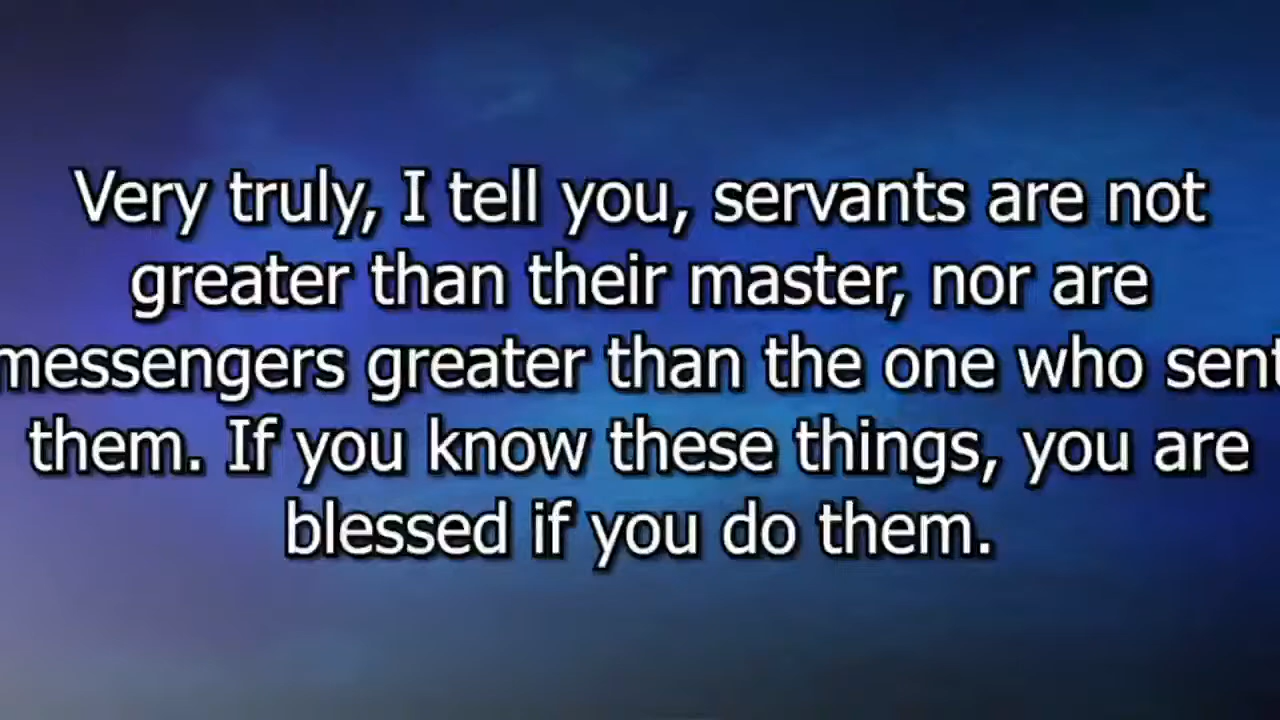 Very truly, I tell you, servants are not
greater than their master, nor are
messengers greater than the one who sent
them. If you know these things, you are
blessed if you do them.